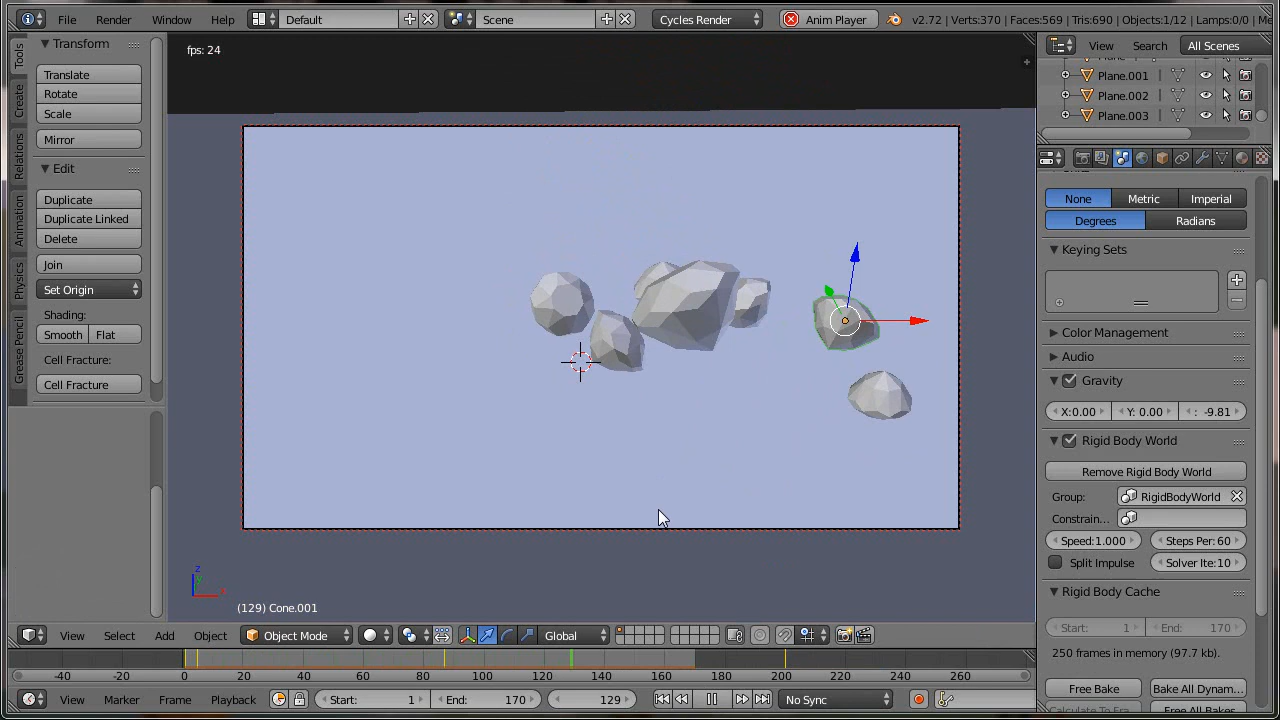 File Render Window Help Default Scene Cycles Render Anim Player v2.72 | Verts:370 | Faces:569 | Tris:690 | Objects:1/12 | Lamps:0/0 | Me
Tools
Create
Relations
Animation
Physics
Grease Pencil
Transform
Translate
Rotate
Scale
Mirror
Edit
Duplicate
Duplicate Linked
Delete
Join
Set Origin
Shading:
Smooth Flat
Cell Fracture:
Cell Fracture
fps: 24
z
y
x
(129) Cone.001
View Select Add Object Object Mode Global
-40 -20 0 20 40 60 80 100 120 140 160 180 200 220 240 260
View Marker Frame Playback Start: 1 End: 170 129 No Sync
View Search All Scenes
Plane.001
Plane.002
Plane.003
None Metric Imperial
Degrees Radians
Keying Sets
Color Management
Audio
Gravity
X:0.00 Y: 0.00 : -9.81
Rigid Body World
Remove Rigid Body World
Group: RigidBodyWorld
Constrain...
Speed:1.000 Steps Per:60
Split Impulse Solver Ite:10
Rigid Body Cache
Start: 1 End: 170
250 frames in memory (97.7 kb).
Free Bake Bake All Dynam...
Calculate To Fra Free All Bakes